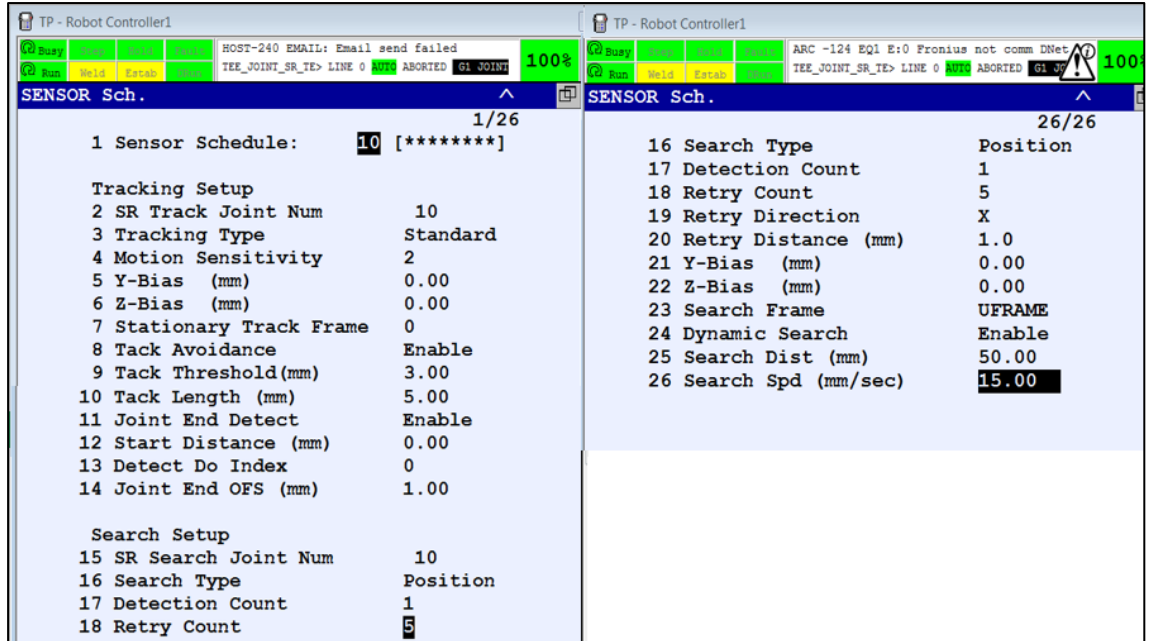 TP - Robot Controller1
Busy Step Hold Fault HOST-240 EMAIL: Email send failed
Run Weld Estab TEE_JOINT_SR_TE> LINE 0 AUTO ABORTED G1 JOINT 100%
SENSOR Sch.
1/26
1 Sensor Schedule: 10 [********]
Tracking Setup
2 SR Track Joint Num 10
3 Tracking Type Standard
4 Motion Sensitivity 2
5 Y-Bias (mm) 0.00
6 Z-Bias (mm) 0.00
7 Stationary Track Frame 0
8 Tack Avoidance Enable
9 Tack Threshold(mm) 3.00
10 Tack Length (mm) 5.00
11 Joint End Detect Enable
12 Start Distance (mm) 0.00
13 Detect Do Index 0
14 Joint End OFS (mm) 1.00
Search Setup
15 SR Search Joint Num 10
16 Search Type Position
17 Detection Count 1
18 Retry Count 5
TP - Robot Controller1
Busy Step Hold Fault ARC -124 EQ1 E:0 Fronius not comm DNet
Run Weld Estab TEE_JOINT_SR_TE> LINE 0 AUTO ABORTED G1 100
SENSOR Sch.
26/26
16 Search Type Position
17 Detection Count 1
18 Retry Count 5
19 Retry Direction X
20 Retry Distance (mm) 1.0
21 Y-Bias (mm) 0.00
22 Z-Bias (mm) 0.00
23 Search Frame UFRAME
24 Dynamic Search Enable
25 Search Dist (mm) 50.00
26 Search Spd (mm/sec) 15.00